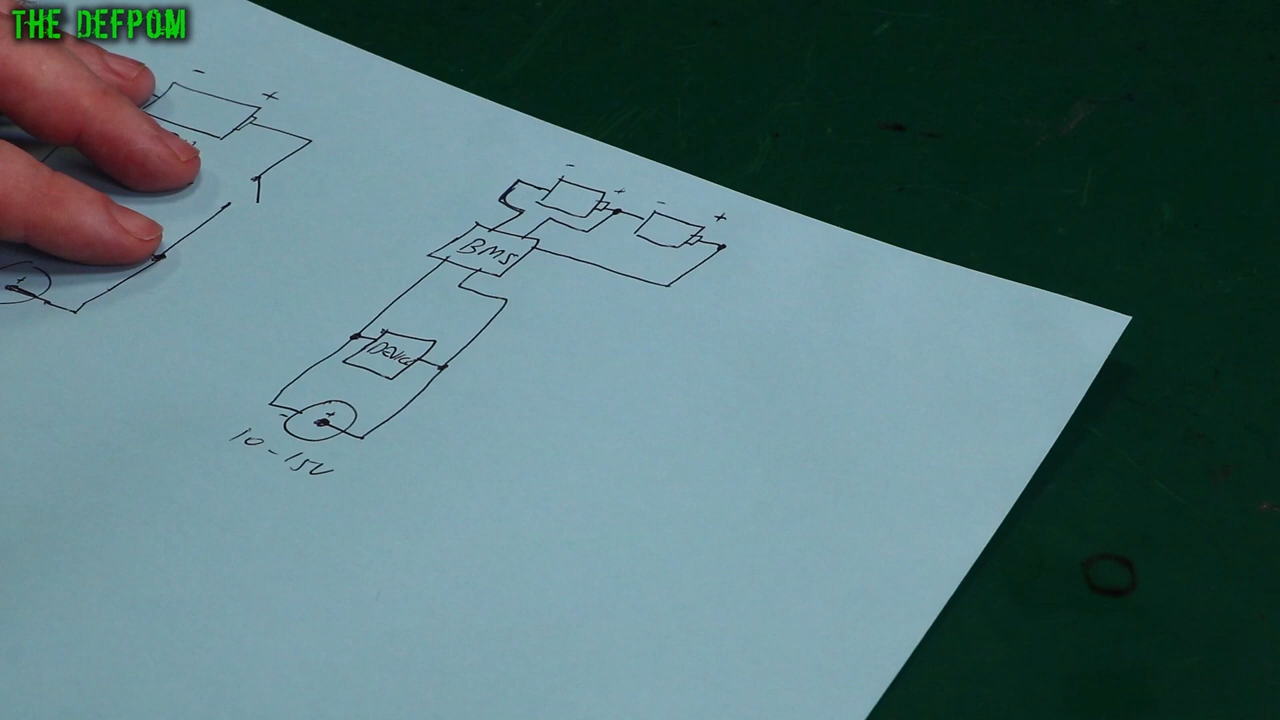 THE DEFPOM
- +
- + - +
BMS
DEVICE
- +
10-15V
+